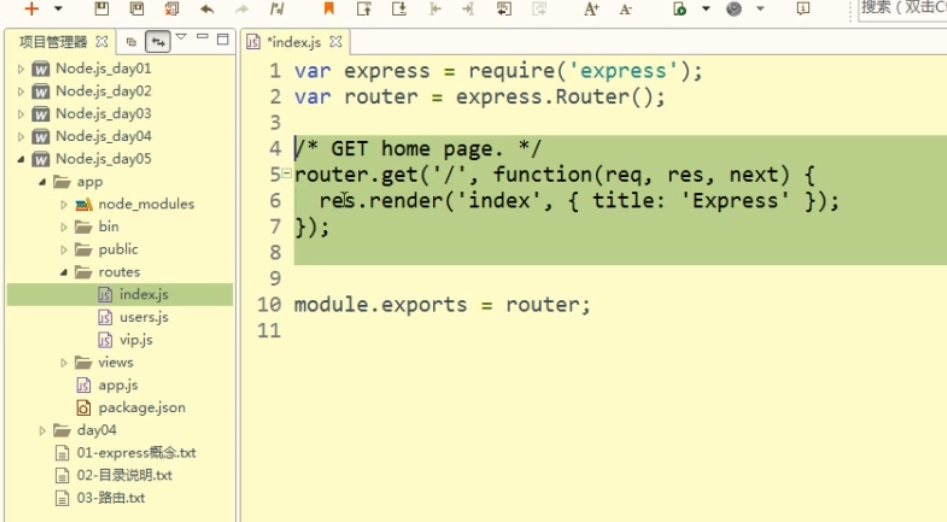 搜索（双击C
项目管理器
*index.js
Node.js_day01
Node.js_day02
Node.js_day03
Node.js_day04
Node.js_day05
app
node_modules
bin
public
routes
index.js
users.js
vip.js
views
app.js
package.json
day04
01-express概念.txt
02-目录说明.txt
03-路由.txt
1 var express = require('express');
2 var router = express.Router();
3
4 /* GET home page. */
5 router.get('/', function(req, res, next) {
6 res.render('index', { title: 'Express' });
7 });
8
9
10 module.exports = router;
11